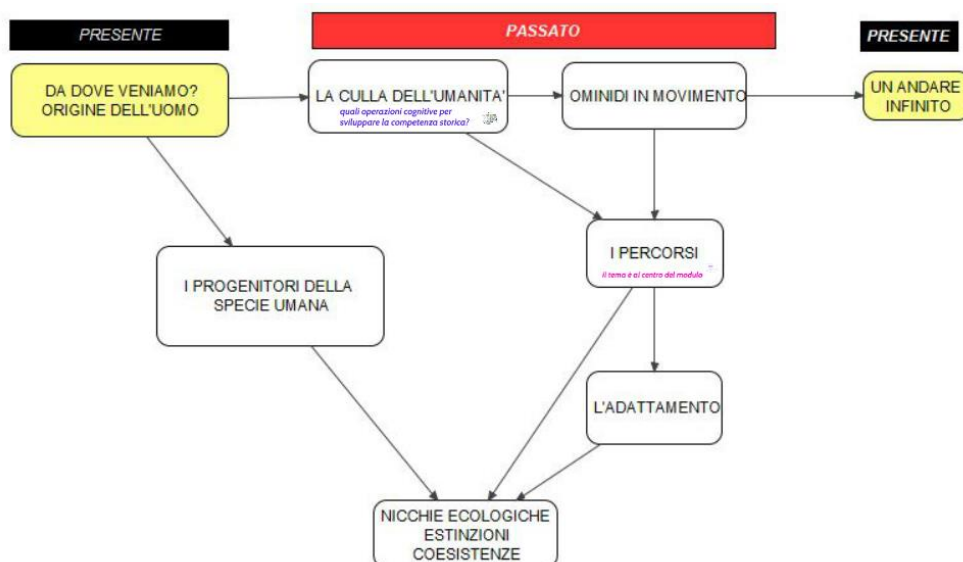 PRESENTE
PASSATO
PRESENTE
DA DOVE VENIAMO?
ORIGINE DELL'UOMO
LA CULLA DELL'UMANITA'
quali operazioni cognitive per
sviluppare la competenza storica?
OMINIDI IN MOVIMENTO
UN ANDARE
INFINITO
I PROGENITORI DELLA
SPECIE UMANA
I PERCORSI
il tema è al centro del modulo
L'ADATTAMENTO
NICCHIE ECOLOGICHE
ESTINZIONI
COESISTENZE